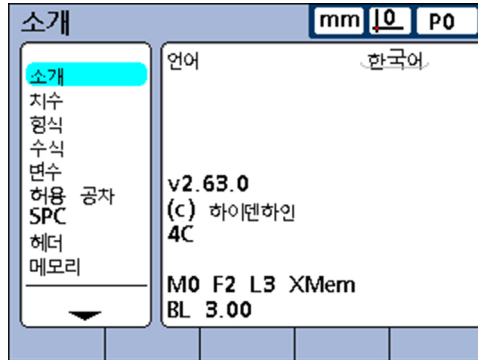 소개
mm 0 P0
소개
치수
형식
수식
변수
허용 공차
SPC
헤더
메모리
언어 한국어
v2.63.0
(c) 하이덴하인
4C
M0 F2 L3 XMem
BL 3.00